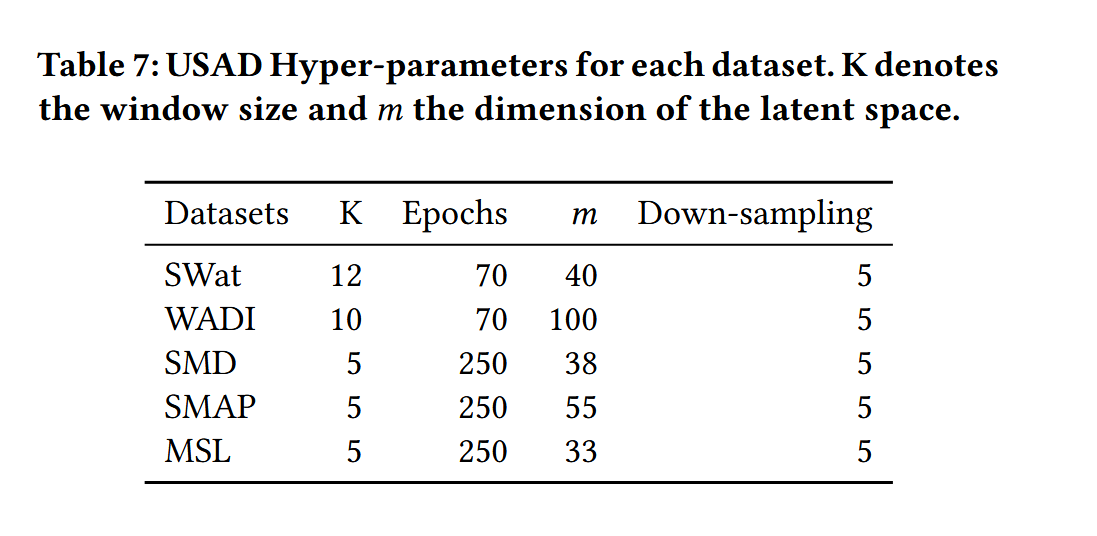 Table 7: USAD Hyper-parameters for each dataset. K denotes
the window size and m the dimension of the latent space.
Datasets K Epochs m Down-sampling
SWat 12 70 40 5
WADI 10 70 100 5
SMD 5 250 38 5
SMAP 5 250 55 5
MSL 5 250 33 5